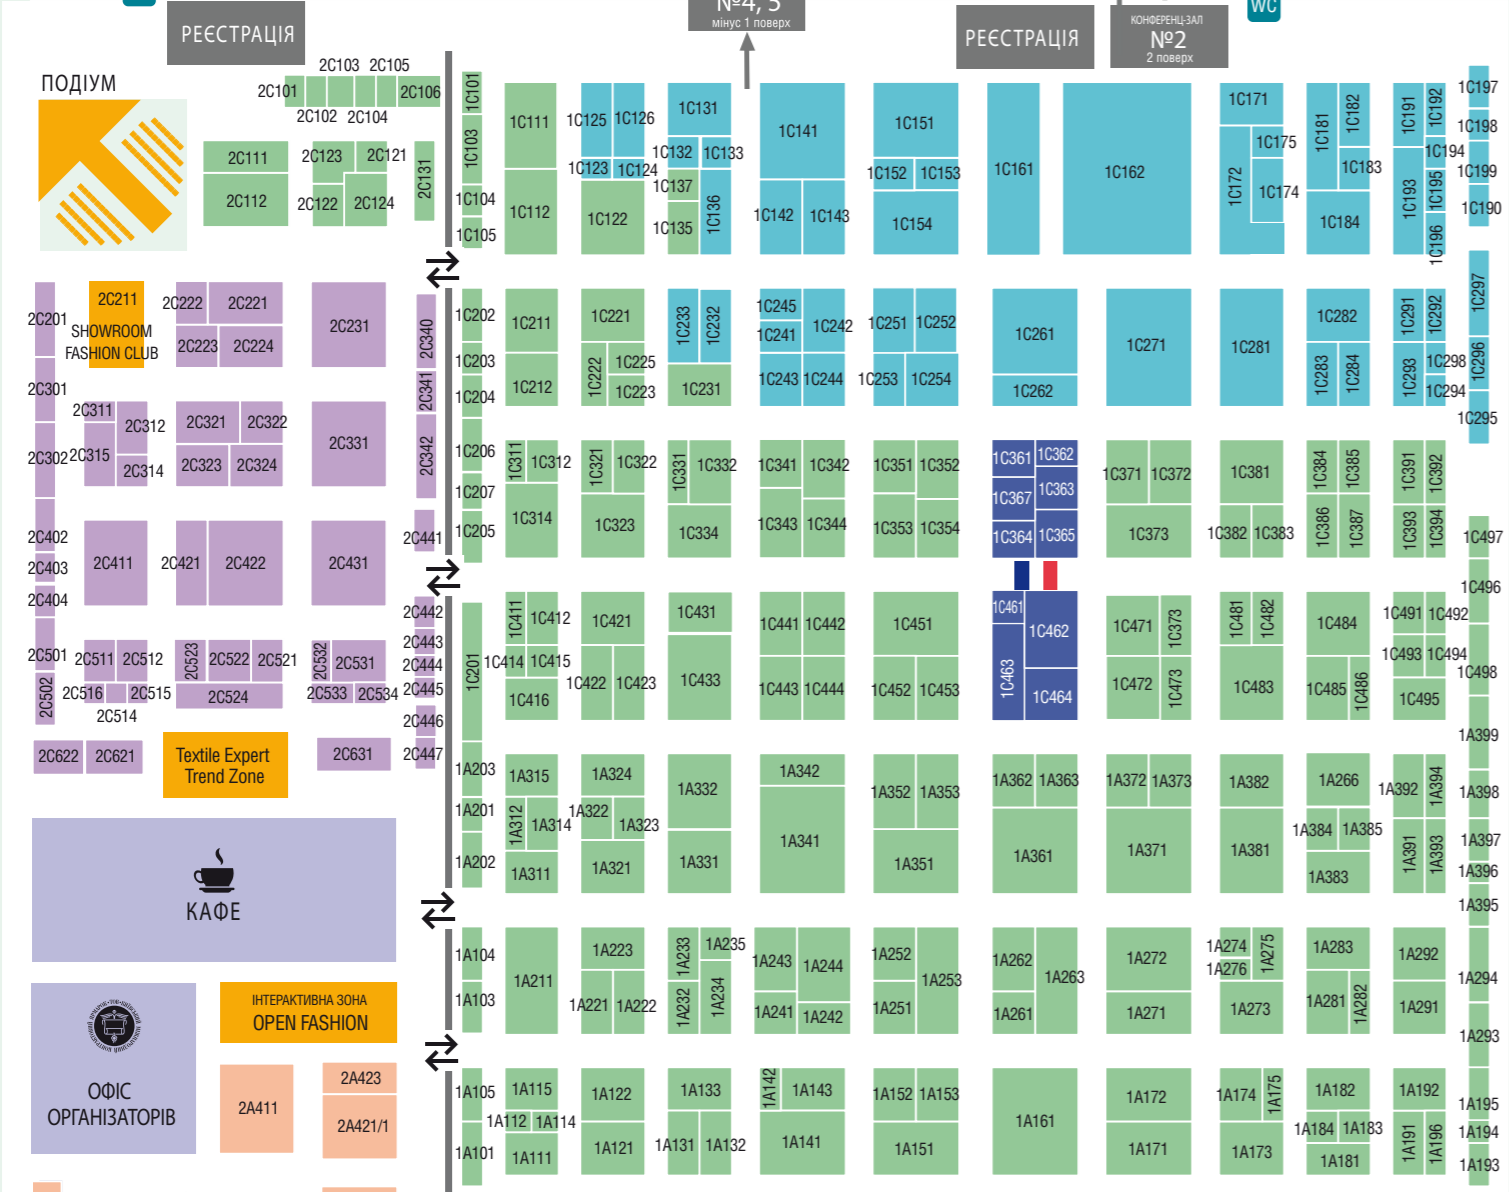 РЕЄСТРАЦІЯ
№4, 5
мінус 1 поверх
РЕЄСТРАЦІЯ
КОНФЕРЕНЦ-ЗАЛ
№2
2 поверх
WC
ПОДІУМ
2C103 2C105
2C101 2C106
2C102 2C104
2C111
2C112
2C123 2C121
2C122 2C124
2C131
1C101
1C103
1C104
1C105
1C111
1C112
1C125 1C126
1C123 1C124
1C122
1C131
1C132 1C133
1C137
1C135
1C136
1C141
1C142 1C143
1C151
1C152 1C153
1C154
1C161
1C162
1C171
1C172
1C175
1C174
1C181
1C182
1C183
1C184
1C191
1C192
1C194
1C193
1C195
1C196
1C197
1C198
1C199
1C190
2C201
2C301
2C302
2C402
2C403
2C404
2C501
2C502
2C211
SHOWROOM
FASHION CLUB
2C222 2C221
2C223 2C224
2C231
2C340
2C341
2C342
2C311
2C312
2C315
2C314
2C321 2C322
2C323 2C324
2C331
2C411
2C421 2C422
2C431
2C441
2C442
2C443
2C444
2C445
2C446
2C447
2C511 2C512
2C516 2C515
2C514
2C523
2C522 2C521
2C524
2C532
2C531
2C533 2C534
2C622 2C621
Textile Expert
Trend Zone
2C631
1C202
1C203
1C204
1C206
1C207
1C205
1C211
1C212
1C221
1C222
1C225
1C223
1C233
1C232
1C231
1C245
1C241
1C242
1C243 1C244
1C251 1C252
1C253 1C254
1C261
1C262
1C271
1C281
1C282
1C283
1C284
1C291
1C292
1C293
1C298
1C294
1C297
1C296
1C295
1C311
1C312
1C314
1C321
1C322
1C323
1C331
1C332
1C334
1C341 1C342
1C343 1C344
1C351 1C352
1C353 1C354
1C361 1C362
1C367 1C363
1C364 1C365
1C371 1C372
1C373
1C381
1C382 1C383
1C384
1C385
1C386
1C387
1C391
1C392
1C393
1C394
1C497
1C496
1C498
1A399
1A398
1A397
1A396
1A395
1C201
1C411
1C412
1C414 1C415
1C416
1C421
1C422 1C423
1C431
1C433
1C441 1C442
1C443 1C444
1C451
1C452 1C453
1C461
1C462
1C463
1C464
1C471
1C373
1C472
1C473
1C481
1C482
1C483
1C484
1C485
1C486
1C491 1C492
1C493 1C494
1C495
1A203
1A201
1A202
1A315
1A312
1A314
1A311
1A324
1A322
1A323
1A321
1A332
1A331
1A342
1A341
1A352 1A353
1A351
1A362 1A363
1A361
1A372 1A373
1A371
1A382
1A381
1A266
1A384 1A385
1A383
1A392
1A394
1A391
1A393
КАФЕ
1A104
1A103
1A211
1A223
1A221 1A222
1A233
1A235
1A232
1A234
1A243
1A244
1A241
1A242
1A252
1A253
1A251
1A262
1A263
1A261
1A272
1A271
1A274
1A276
1A275
1A273
1A283
1A281
1A282
1A292
1A291
1A294
1A293
ІНТЕРАКТИВНА ЗОНА
OPEN FASHION
ОФІС
ОРГАНІЗАТОРІВ
2A411
2A423
2A421/1
1A105
1A101
1A115
1A112 1A114
1A111
1A122
1A121
1A133
1A131 1A132
1A142
1A143
1A141
1A152 1A153
1A151
1A161
1A172
1A171
1A174
1A175
1A173
1A182
1A184 1A183
1A181
1A192
1A191
1A196
1A195
1A194
1A193